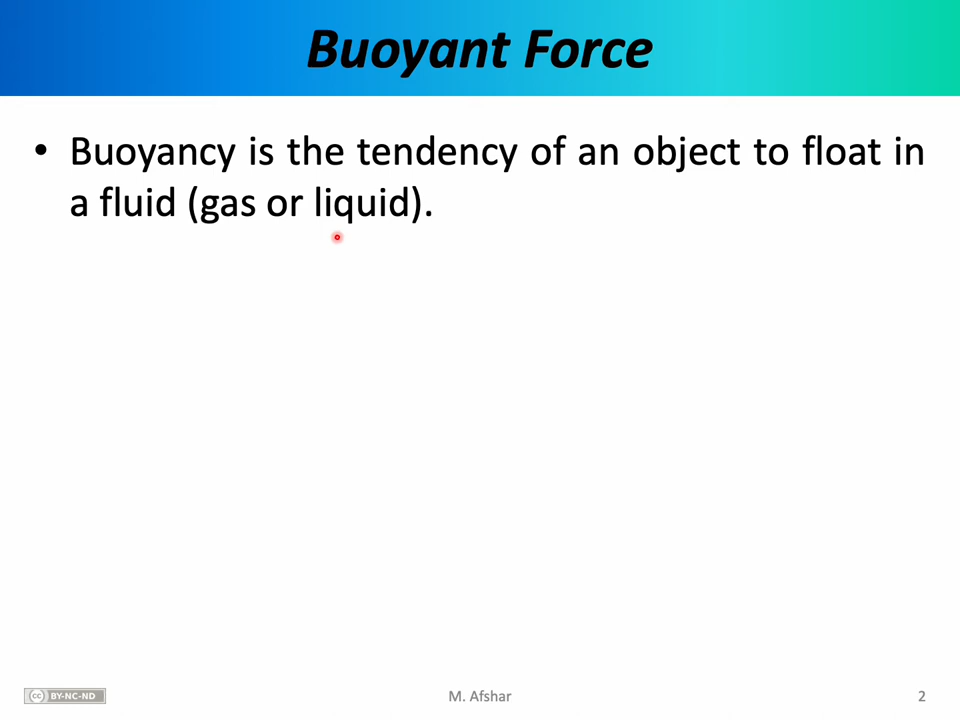 Buoyant Force
• Buoyancy is the tendency of an object to float in
a fluid (gas or liquid).
cc BY-NC-ND
M. Afshar
2